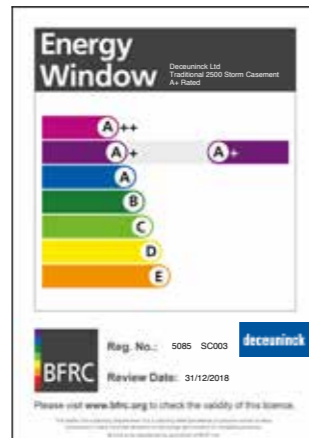 Energy
Window
Deceuninck Ltd
Traditional 2500 Storm Casement
A+ Rated
A++
A+ A+
A
B
C
D
E
deceuninck
Reg. No.: 5085 SC003
BFRC
Review Date: 31/12/2018
Please visit www.bfrc.org to check the validity of this licence.